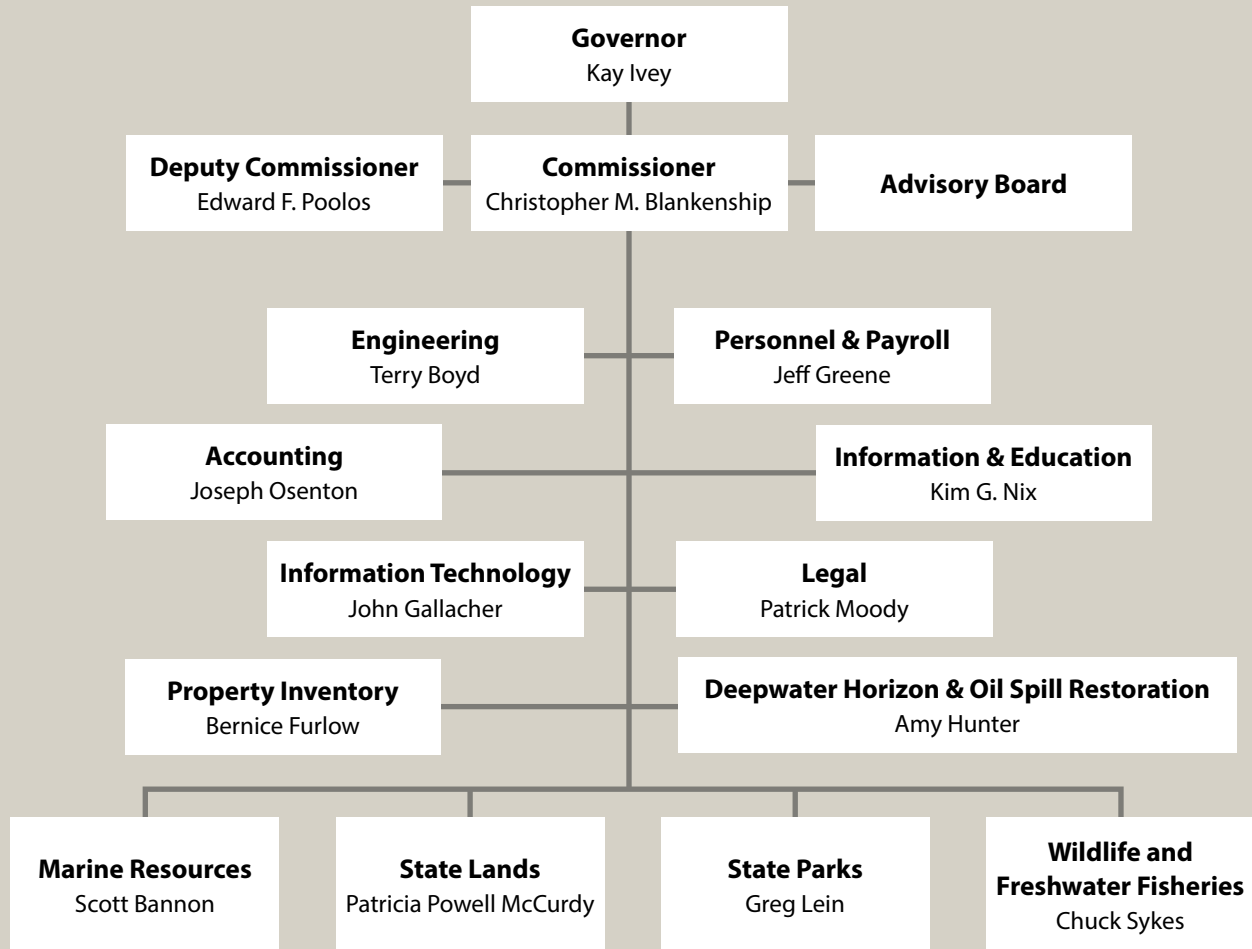 Governor
Kay Ivey
Deputy Commissioner
Edward F. Poolos
Commissioner
Christopher M. Blankenship
Advisory Board
Engineering
Terry Boyd
Personnel & Payroll
Jeff Greene
Accounting
Joseph Osenton
Information & Education
Kim G. Nix
Information Technology
John Gallacher
Legal
Patrick Moody
Property Inventory
Bernice Furlow
Deepwater Horizon & Oil Spill Restoration
Amy Hunter
Marine Resources
Scott Bannon
State Lands
Patricia Powell McCurdy
State Parks
Greg Lein
Wildlife and
Freshwater Fisheries
Chuck Sykes